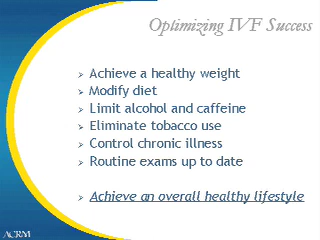 Optimizing IVF Success
Achieve a healthy weight
Modify diet
Limit alcohol and caffeine
Eliminate tobacco use
Control chronic illness
Routine exams up to date
Achieve an overall healthy lifestyle
ACRM